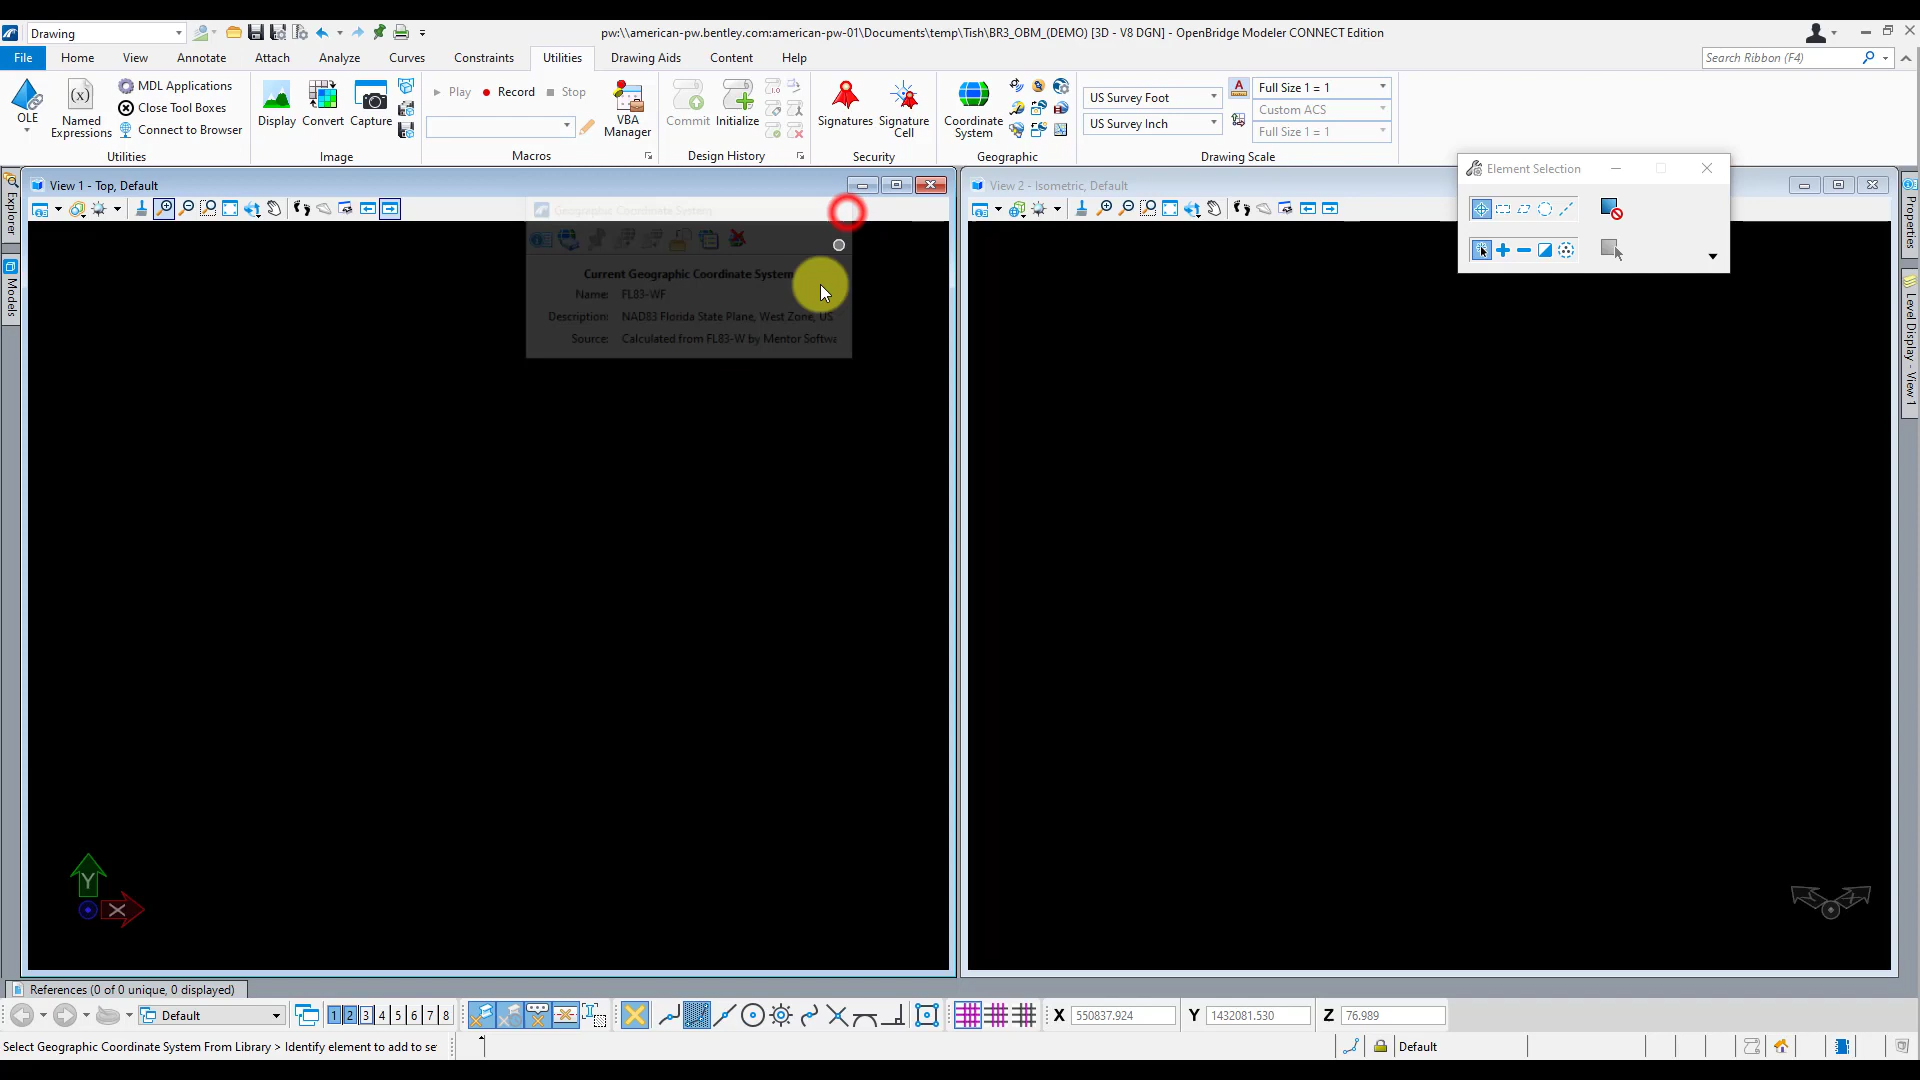 Drawing
pw:\\american-pw.bentley.com:american-pw-01\Documents\temp\Tish\BR3_OBM_(DEMO) [3D - V8 DGN] - OpenBridge Modeler CONNECT Edition
File Home View Annotate Attach Analyze Curves Constraints Utilities Drawing Aids Content Help
Search Ribbon (F4)
OLE
Named Expressions
MDL Applications
Close Tool Boxes
Connect to Browser
Utilities
Display Convert Capture
Image
Play Record Stop
VBA Manager
Macros
Commit Initialize
Design History
Signatures
Signature Cell
Security
Coordinate System
Geographic
US Survey Foot
US Survey Inch
Full Size 1 = 1
Custom ACS
Full Size 1 = 1
Drawing Scale
Explorer
Models
View 1 - Top, Default
Geographic Coordinate System
Current Geographic Coordinate System
Name: FL83-WF
Description: NAD83 Florida State Plane, West Zone, US
Source: Calculated from FL83-W by Mentor Softwa
Y
X
View 2 - Isometric, Default
Element Selection
Properties
Level Display - View 1
References (0 of 0 unique, 0 displayed)
Default
1 2 3 4 5 6 7 8
X 550837.924
Y 1432081.530
Z 76.989
Select Geographic Coordinate System From Library > Identify element to add to se
Default